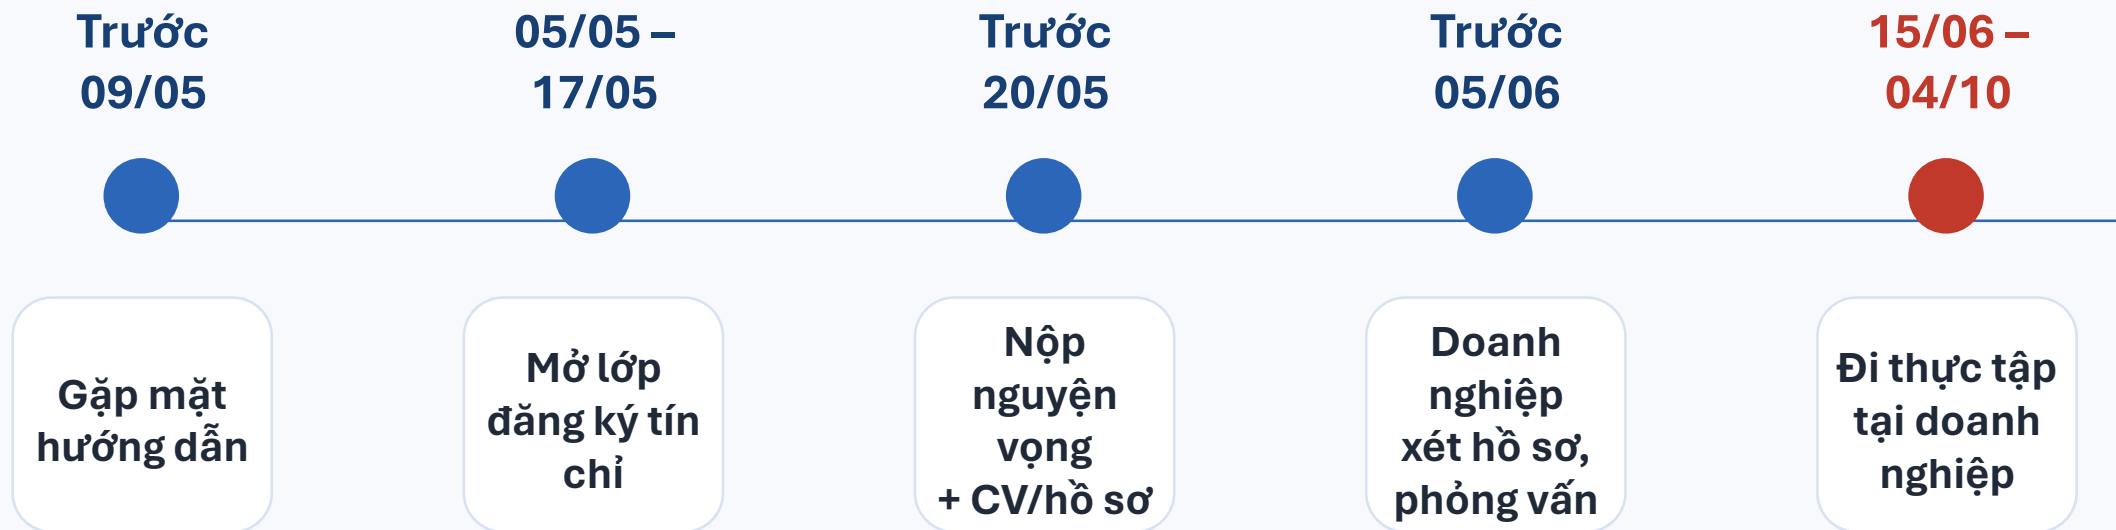 Trước
09/05
05/05 –
17/05
Trước
20/05
Trước
05/06
15/06 –
04/10
Gặp mặt
hướng dẫn
Mở lớp
đăng ký tín
chỉ
Nộp
nguyện
vọng
+ CV/hồ sơ
Doanh
nghiệp
xét hồ sơ,
phỏng vấn
Đi thực tập
tại doanh
nghiệp